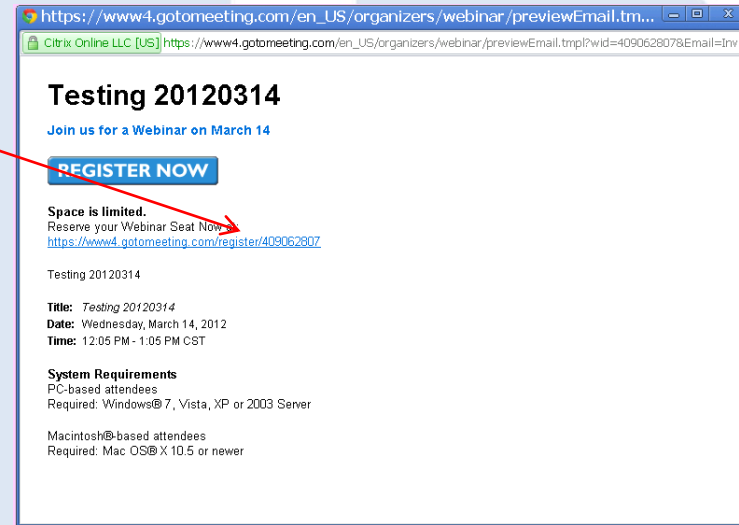 https://www4.gotomeeting.com/en_US/organizers/webinar/previewEmail.tm...
Citrix Online LLC [US] https://www4.gotomeeting.com/en_US/organizers/webinar/previewEmail.tmpl?wid=409062807&Email=Inv
Testing 20120314
Join us for a Webinar on March 14
REGISTER NOW
Space is limited.
Reserve your Webinar Seat Now
https://www4.gotomeeting.com/register/409062807
Testing 20120314
Title: Testing 20120314
Date: Wednesday, March 14, 2012
Time: 12:05 PM - 1:05 PM CST
System Requirements
PC-based attendees
Required: Windows® 7, Vista, XP or 2003 Server
Macintosh®-based attendees
Required: Mac OS® X 10.5 or newer